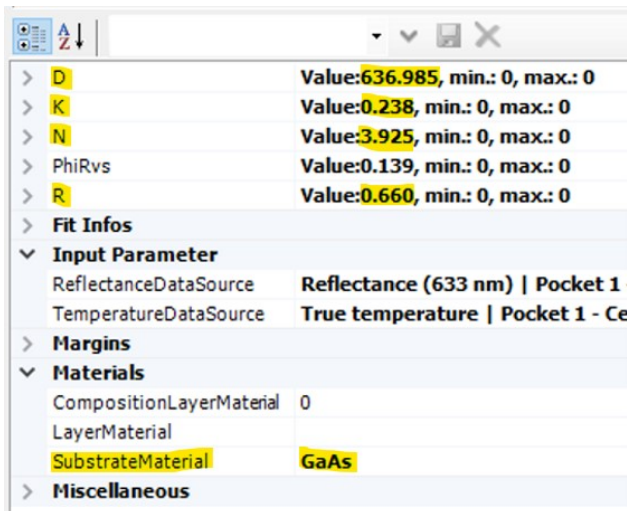 D Value:636.985, min.: 0, max.: 0
K Value:0.238, min.: 0, max.: 0
N Value:3.925, min.: 0, max.: 0
PhiRvs Value:0.139, min.: 0, max.: 0
R Value:0.660, min.: 0, max.: 0
Fit Infos
Input Parameter
ReflectanceDataSource Reflectance (633 nm) | Pocket 1 -
TemperatureDataSource True temperature | Pocket 1 - Ce
Margins
Materials
CompositionLayerMaterial 0
LayerMaterial
SubstrateMaterial GaAs
Miscellaneous